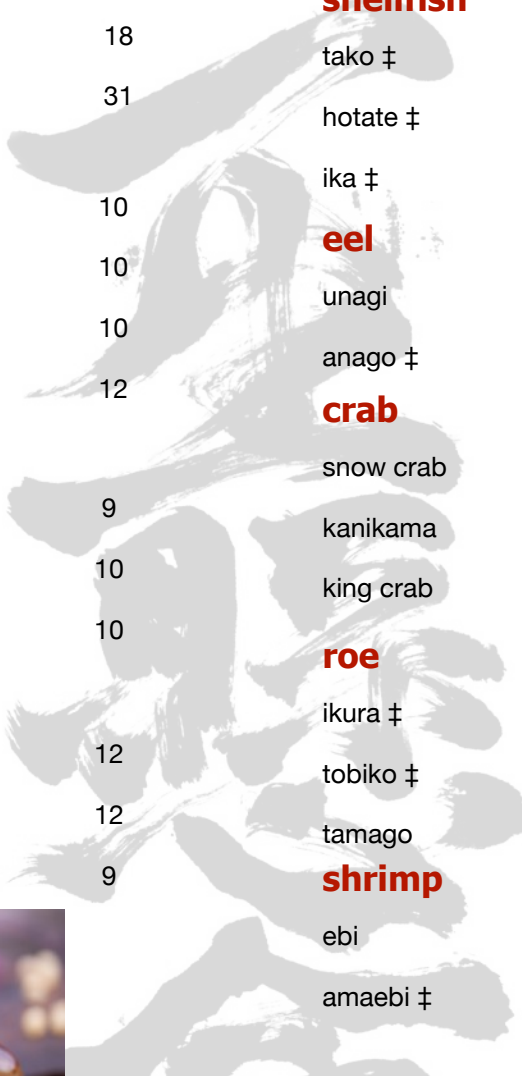 18
31
10
10
10
12
9
10
10
12
12
9
shellfish
tako ‡
hotate ‡
ika ‡
eel
unagi
anago ‡
crab
snow crab
kanikama
king crab
roe
ikura ‡
tobiko ‡
tamago
shrimp
ebi
amaebi ‡